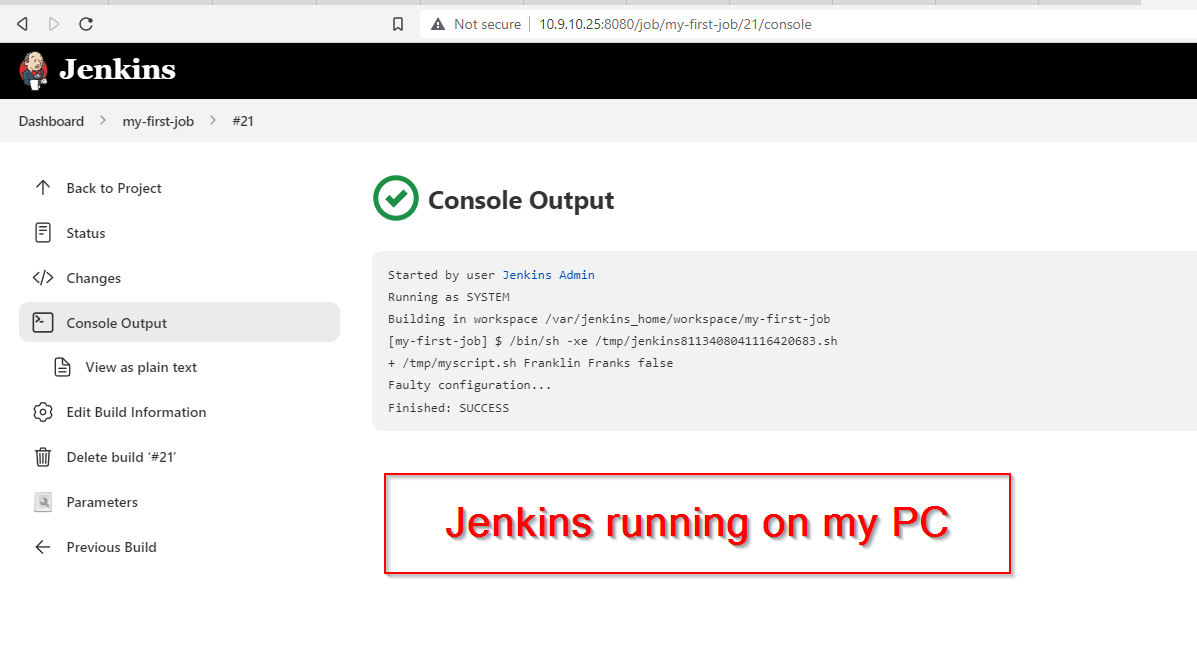 Not secure 10.9.10.25:8080/job/my-first-job/21/console
Jenkins
Dashboard my-first-job #21
Back to Project
Status
Changes
Console Output
View as plain text
Edit Build Information
Delete build ‘#21’
Parameters
Previous Build
Console Output
Started by user Jenkins Admin
Running as SYSTEM
Building in workspace /var/jenkins_home/workspace/my-first-job
[my-first-job] $ /bin/sh -xe /tmp/jenkins8113408041116420683.sh
+ /tmp/myscript.sh Franklin Franks false
Faulty configuration...
Finished: SUCCESS
Jenkins running on my PC